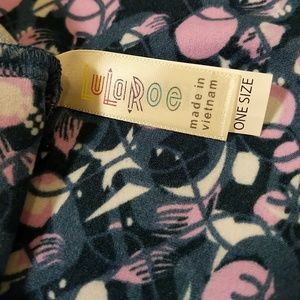 LuLaRoe
made in
vietnam
ONE SIZE